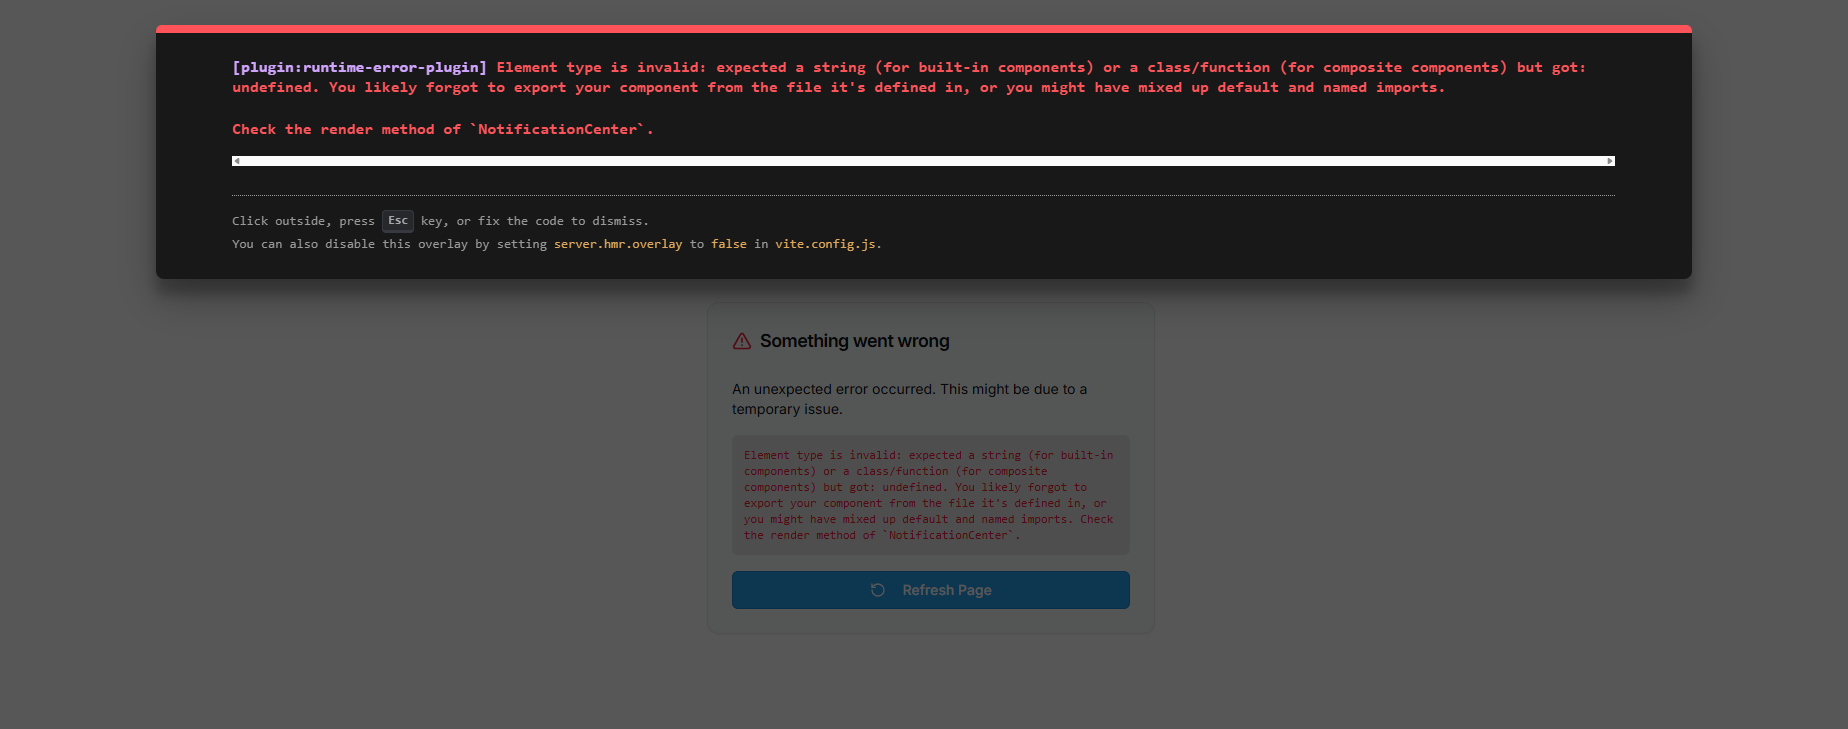 [plugin:runtime-error-plugin] Element type is invalid: expected a string (for built-in components) or a class/function (for composite components) but got:
undefined. You likely forgot to export your component from the file it's defined in, or you might have mixed up default and named imports.
Check the render method of `NotificationCenter`.
Click outside, press Esc key, or fix the code to dismiss.
You can also disable this overlay by setting server.hmr.overlay to false in vite.config.js.
Something went wrong
An unexpected error occurred. This might be due to a
temporary issue.
Element type is invalid: expected a string (for built-in
components) or a class/function (for composite
components) but got: undefined. You likely forgot to
export your component from the file it's defined in, or
you might have mixed up default and named imports. Check
the render method of `NotificationCenter`.
Refresh Page